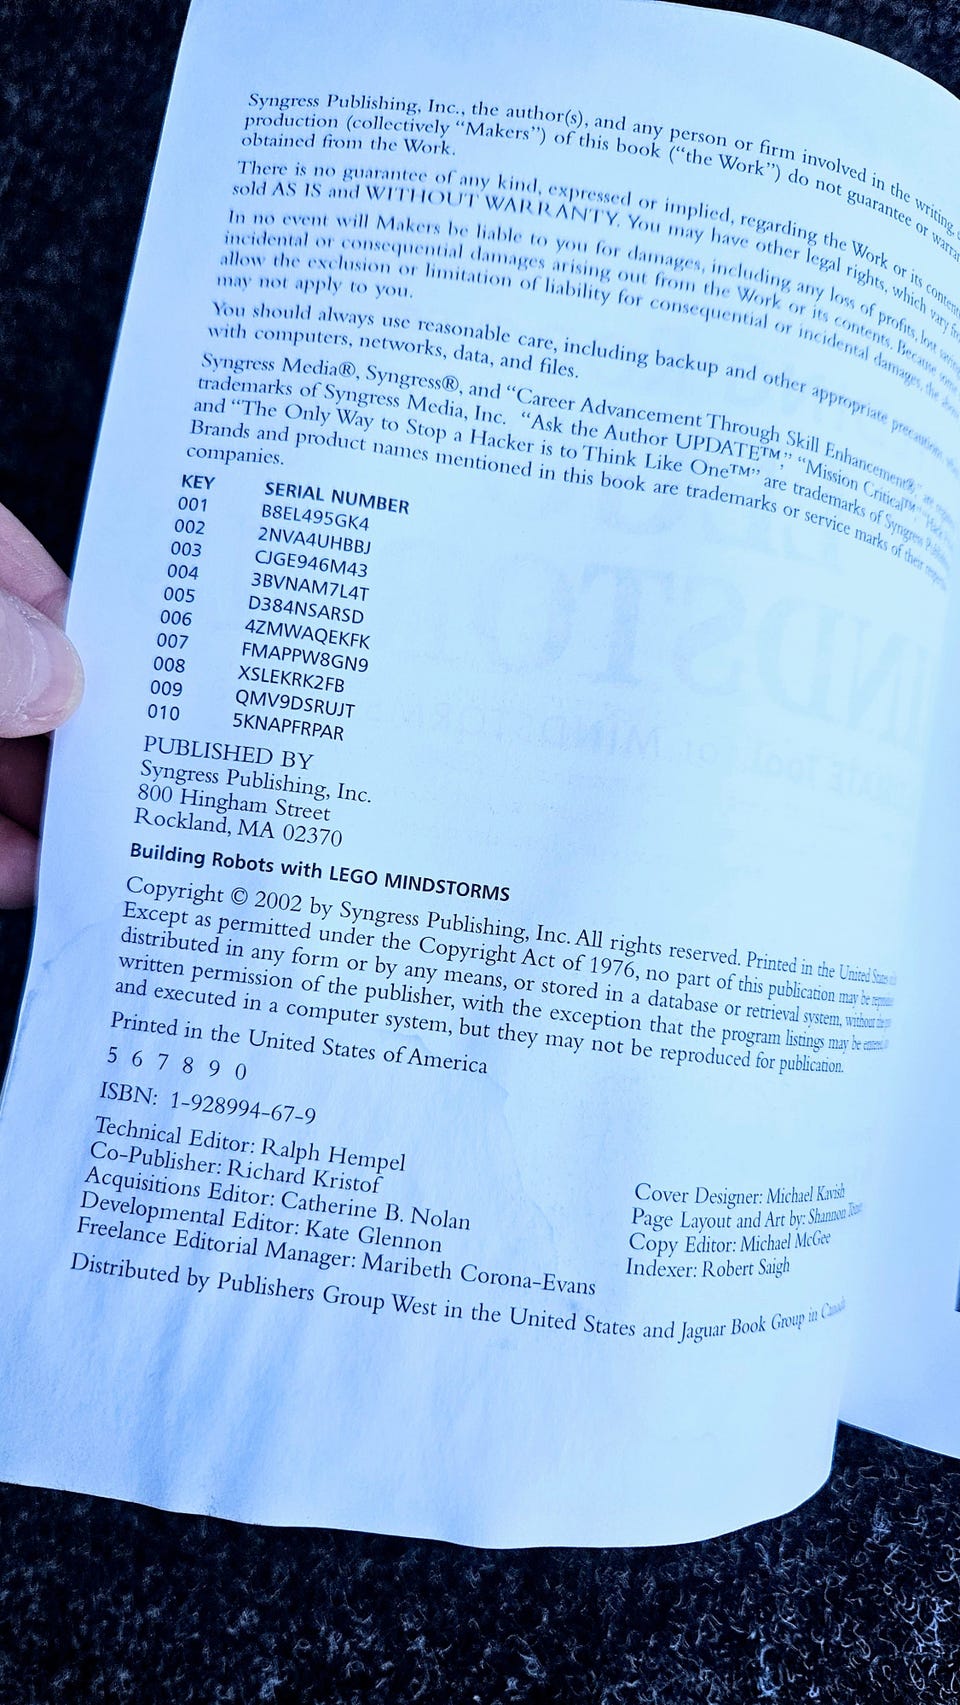 Syngress Publishing, Inc., the author(s), and any person or firm involved in the writing,
production (collectively “Makers”) of this book (“the Work”) do not guarantee or
obtained from the Work.
There is no guarantee of any kind, expressed or implied, regarding the Work or its
sold AS IS and WITHOUT WARRANTY. You may have other legal rights, which vary
In no event will Makers be liable to you for damages, including any loss of profits, lost
incidental or consequential damages arising out from the Work or its contents. Because some
allow the exclusion or limitation of liability for consequential or incidental damages, the
may not apply to you.
You should always use reasonable care, including backup and other appropriate precautions,
with computers, networks, data, and files.
Syngress Media®, Syngress®, and “Career Advancement Through Skill Enhancement®,” are
trademarks of Syngress Media, Inc. “Ask the Author UPDATE™,” “Mission Critical™,”
and “The Only Way to Stop a Hacker is to Think Like One™” are trademarks of Syngress
Brands and product names mentioned in this book are trademarks or service marks of their
companies.
KEY SERIAL NUMBER
001 B8EL495GK4
002 2NVA4UHBBJ
003 CJGE946M43
004 3BVNAM7L4T
005 D384NSARSD
006 4ZMWAQEKFK
007 FMAPPW8GN9
008 XSLEKRK2FB
009 QMV9DSRUJT
010 5KNAPFRPAR
PUBLISHED BY
Syngress Publishing, Inc.
800 Hingham Street
Rockland, MA 02370
Building Robots with LEGO MINDSTORMS
Copyright © 2002 by Syngress Publishing, Inc. All rights reserved. Printed in the United States
Except as permitted under the Copyright Act of 1976, no part of this publication may be
distributed in any form or by any means, or stored in a database or retrieval system, without
written permission of the publisher, with the exception that the program listings may be
and executed in a computer system, but they may not be reproduced for publication.
Printed in the United States of America
5 6 7 8 9 0
ISBN: 1-928994-67-9
Technical Editor: Ralph Hempel
Co-Publisher: Richard Kristof
Acquisitions Editor: Catherine B. Nolan
Developmental Editor: Kate Glennon
Freelance Editorial Manager: Maribeth Corona-Evans
Cover Designer: Michael Kavish
Page Layout and Art by: Shannon
Copy Editor: Michael McGee
Indexer: Robert Saigh
Distributed by Publishers Group West in the United States and Jaguar Book Group in Canada